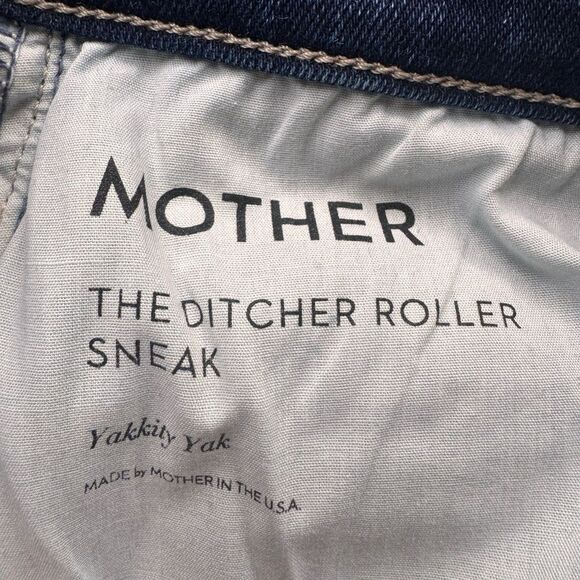 MOTHER
THE DITCHER ROLLER
SNEAK
Yakkity Yak
MADE by MOTHER IN THE U.S.A.